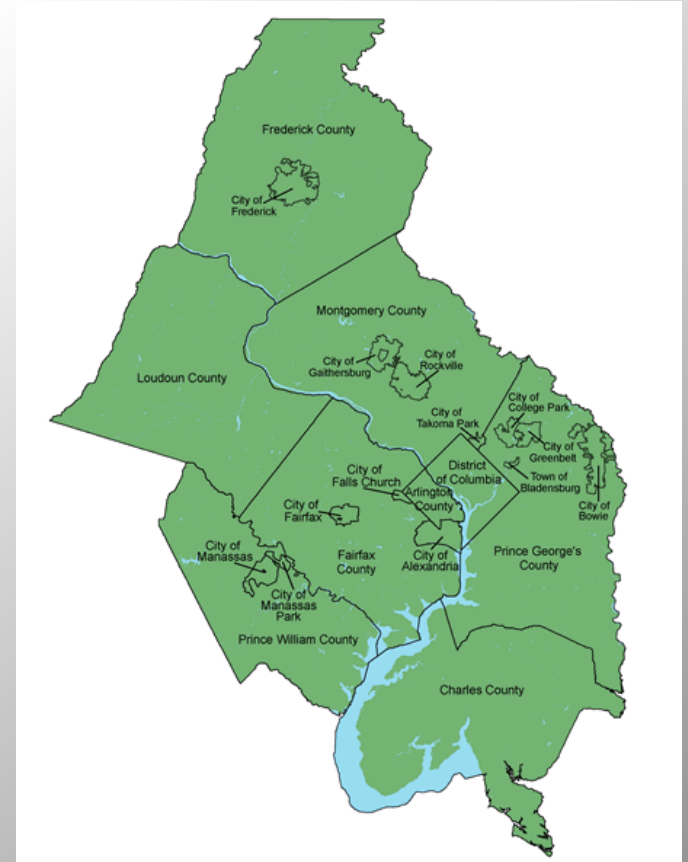 Frederick County
City of
Frederick
Montgomery County
City of
Gaithersburg
City of
Rockville
Loudoun County
City of
College Park
City of
Takoma Park
City of
Greenbelt
District
of Columbia
City of
Falls Church
Town of
Bladensburg
Arlington
County
City of
Bowie
City of
Fairfax
City of
Manassas
Fairfax
County
City of
Alexandria
Prince George's
County
City of
Manassas
Park
Prince William County
Charles County